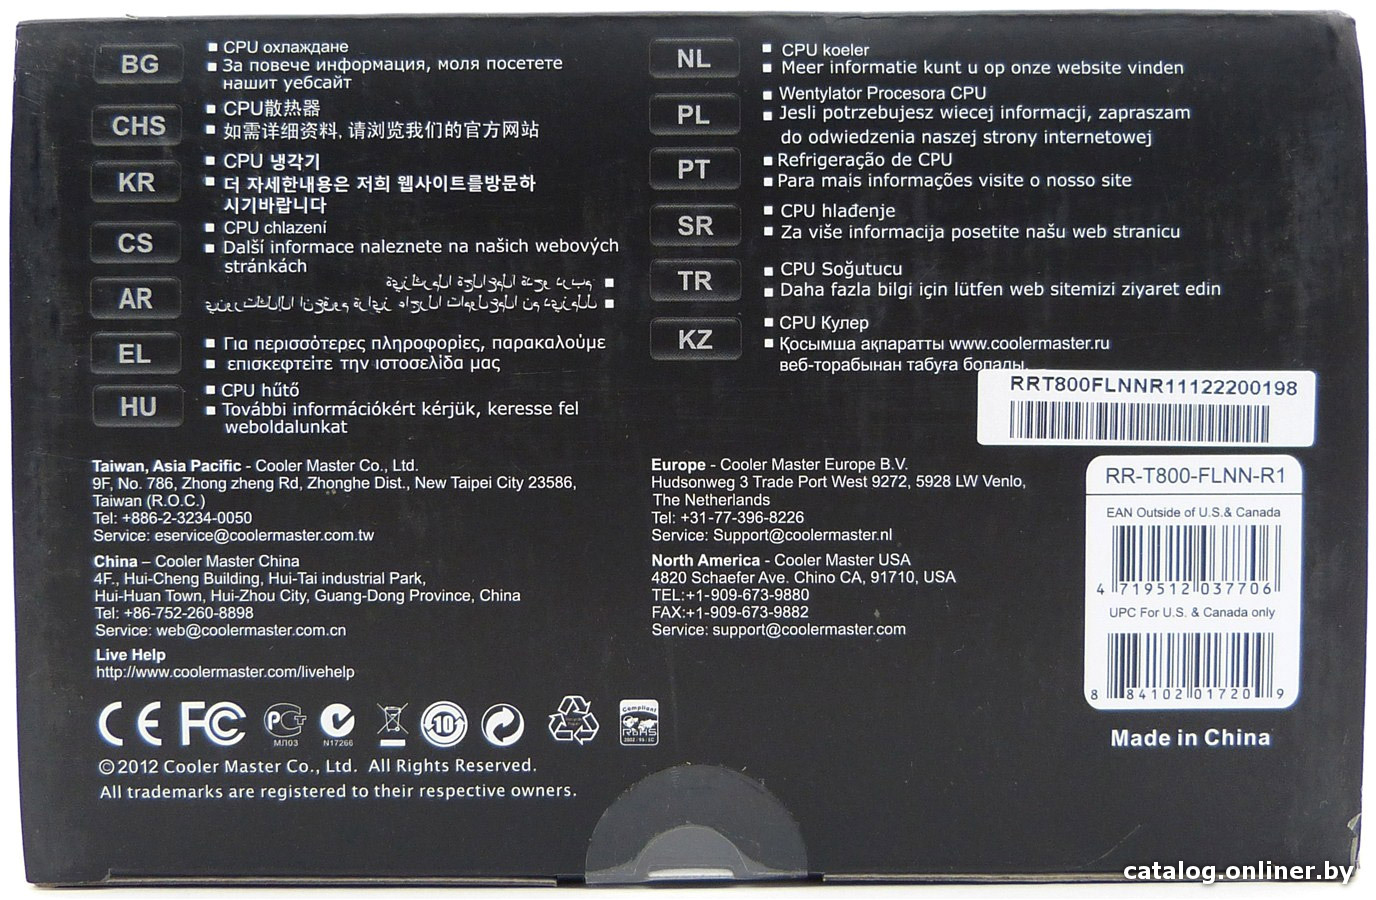 BG
CPU охлаждане
За повече информация, моля посетете
нашит уебсайт
CHS
CPU散热器
如需详细资料, 请浏览我们的官方网站
KR
CPU 냉각기
더 자세한내용은 저희 웹사이트를방문하
시기바랍니다
CS
CPU chlazení
Další informace naleznete na našich webových
stránkách
AR
EL
Για περισσότερες πληροφορίες, παρακαλούμε
επισκεφτείτε την ιστοσελίδα μας
HU
CPU hűtő
További információkért kérjük, keresse fel
weboldalunkat
NL
CPU koeler
Meer informatie kunt u op onze website vinden
PL
Wentylator Procesora CPU
Jesli potrzebujesz wiecej informacji, zapraszam
do odwiedzenia naszej strony internetowej
PT
Refrigeração de CPU
Para mais informações visite o nosso site
SR
CPU hlađenje
Za više informacija posetite našu web stranicu
TR
CPU Soğutucu
Daha fazla bilgi için lütfen web sitemizi ziyaret edin
KZ
CPU Кулер
Қосымша ақпаратты www.coolermaster.ru
веб-торабынан табуға болады.
RRT800FLNNR11122200198
RR-T800-FLNN-R1
EAN Outside of U.S.& Canada
4 719512 037706
UPC For U.S. & Canada only
8 84102 01720 9
Made in China
Taiwan, Asia Pacific - Cooler Master Co., Ltd.
9F, No. 786, Zhong zheng Rd, Zhonghe Dist., New Taipei City 23586,
Taiwan (R.O.C.)
Tel: +886-2-3234-0050
Service: eservice@coolermaster.com.tw
China – Cooler Master China
4F., Hui-Cheng Building, Hui-Tai industrial Park,
Hui-Huan Town, Hui-Zhou City, Guang-Dong Province, China
Tel: +86-752-260-8898
Service: web@coolermaster.com.cn
Live Help
http://www.coolermaster.com/livehelp
Europe - Cooler Master Europe B.V.
Hudsonweg 3 Trade Port West 9272, 5928 LW Venlo,
The Netherlands
Tel: +31-77-396-8226
Service: Support@coolermaster.nl
North America - Cooler Master USA
4820 Schaefer Ave. Chino CA, 91710, USA
TEL:+1-909-673-9880
FAX:+1-909-673-9882
Service: support@coolermaster.com
CE FC
МЛ03
N17266
10
Compliant
RoHS
©2012 Cooler Master Co., Ltd. All Rights Reserved.
All trademarks are registered to their respective owners.
catalog.onliner.by